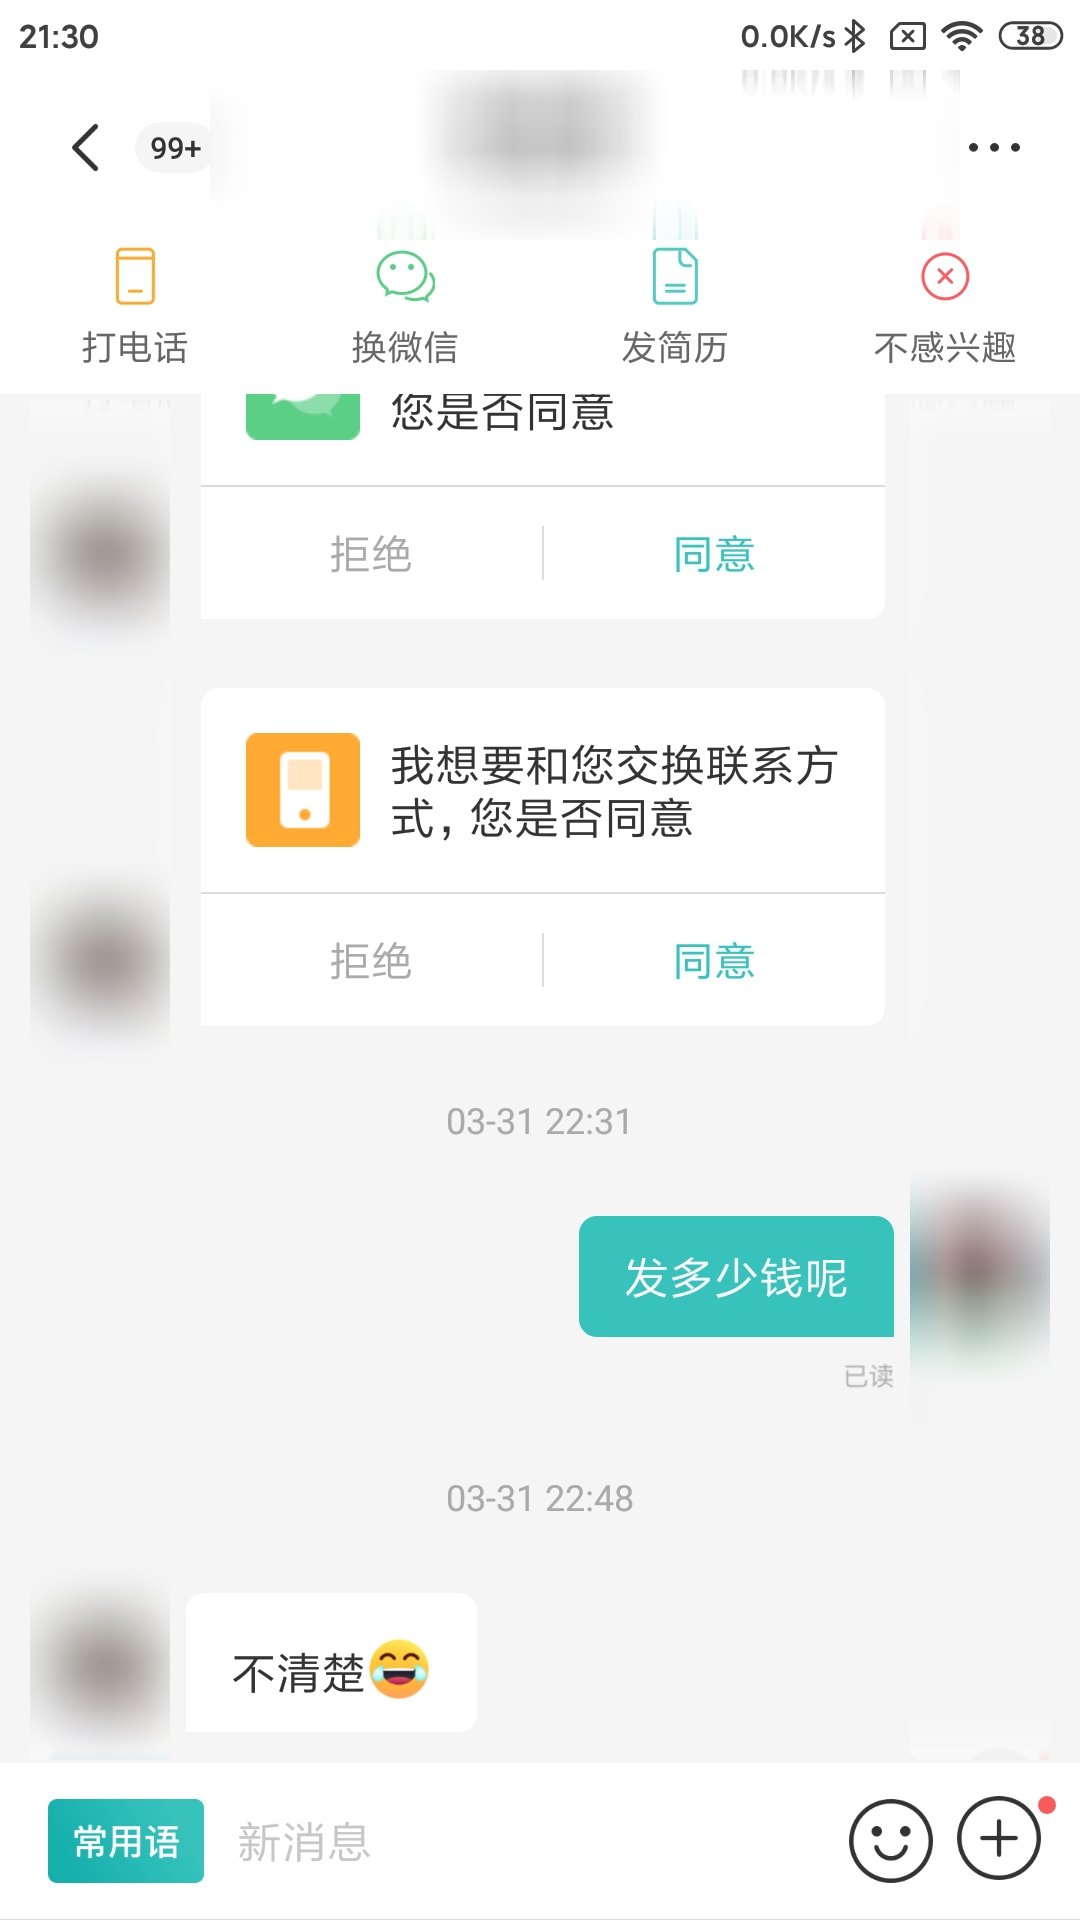 21:30
0.0K/s
38
99+
打电话
换微信
发简历
不感兴趣
您是否同意
拒绝
同意
我想要和您交换联系方
式，您是否同意
拒绝
同意
03-31 22:31
发多少钱呢
已读
03-31 22:48
不清楚😂
常用语
新消息